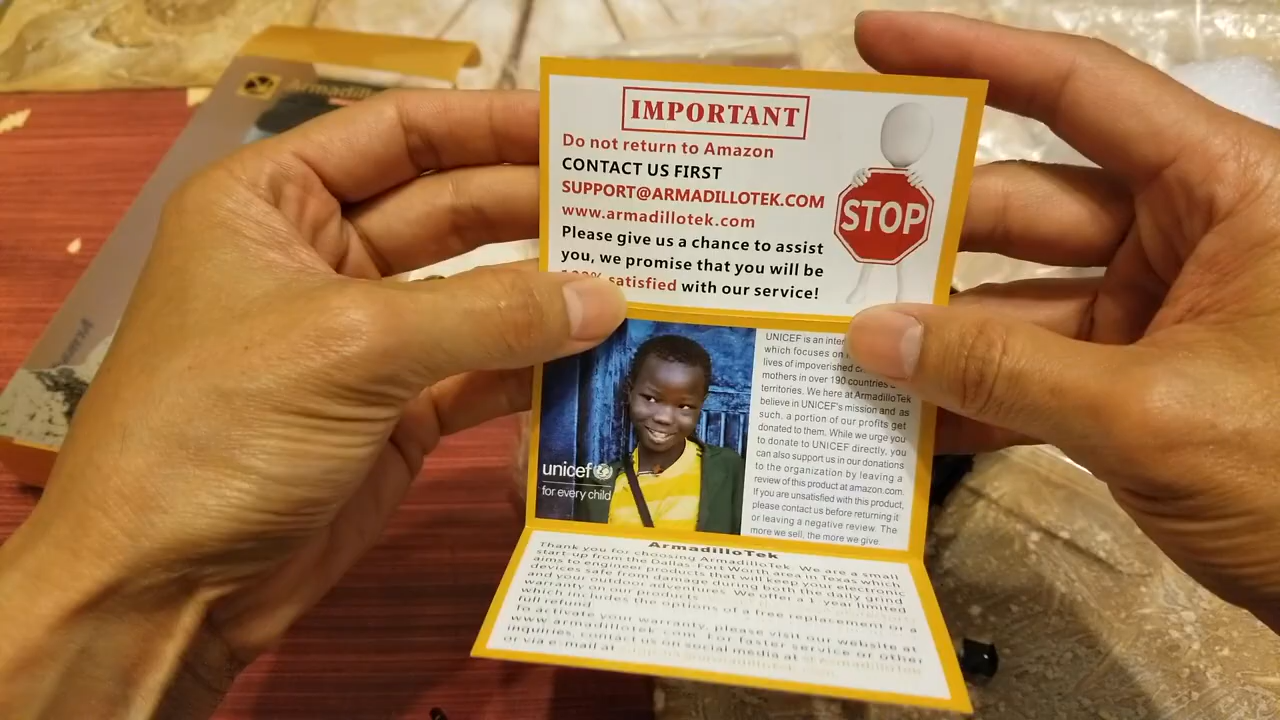 Armadillo
IMPORTANT
Do not return to Amazon
CONTACT US FIRST
SUPPORT@ARMADILLOTEK.COM
www.armadillotek.com
Please give us a chance to assist
you, we promise that you will be
satisfied with our service!
STOP
unicef
for every child
UNICEF is an
which focuses on
lives of impoverished
mothers in over 190 countries
territories. We here at ArmadilloTek
believe in UNICEF's mission and as
such, a portion of our profits get
donated to them. While we urge you
to donate to UNICEF directly, you
can also support us in our donations
to the organization by leaving a
review of this product at amazon.com.
If you are unsatisfied with this product,
please contact us before returning it
or leaving a negative review. The
more we sell, the more we give.
ArmadilloTek
Thank you for choosing ArmadilloTek. We are a small
start-up from the Dallas-Fort Worth area in Texas which
aims to engineer products that will keep your electronic
devices safe from damage during both the daily grind
and your outdoor adventures. We offer a 1-year limited
warranty on our products
which includes the options of a free replacement or a
full refund
To activate your warranty, please visit our website at
www.armadillotek.com. For faster service or other
inquiries, contact us on social media at
or via e-mail at